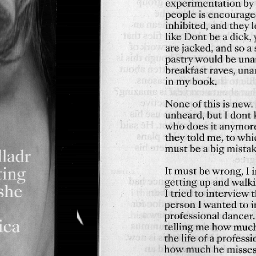 lladr
ring
she
ica
experimentation by
people is encourage
inhibited, and they l
like Dont be a dick, y
are jacked, and so a s
pastry would be una
breakfast raves, unar
in my book.
None of this is new.
unheard, but I dont k
who does it anymore
they told me, to whic
must be a big mistak
It must be wrong, I in
getting up and walki
I tried to interview th
person I wanted to in
professional dancer.
telling me how much
the life of a professio
how much he misses